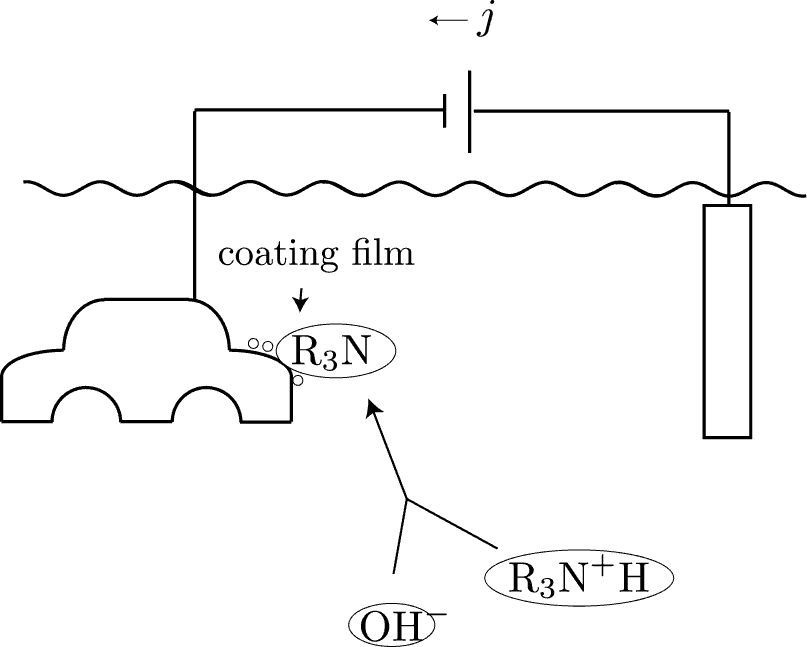 ← j
coating film
R₃N
R₃N⁺H
OH⁻